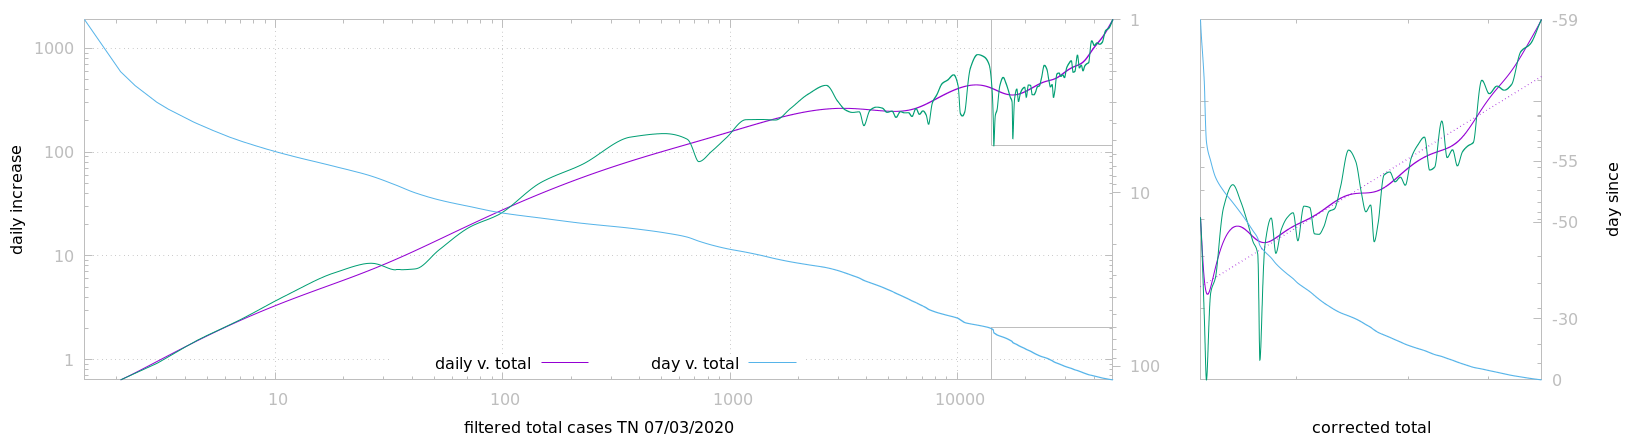 1000
100
10
1
daily increase
10
100
1000
10000
filtered total cases TN 07/03/2020
daily v. total
day v. total
1
10
100
-59
-55
-50
-30
0
day since
corrected total